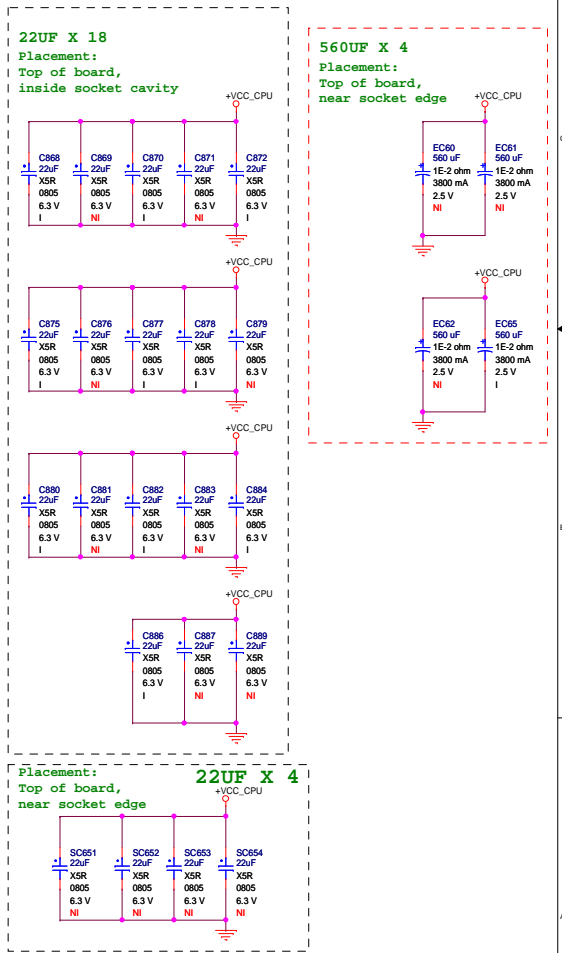 22UF X 18
Placement:
Top of board,
inside socket cavity
+VCC_CPU
C868
22uF
X5R
0805
6.3 V
I
C869
22uF
X5R
0805
6.3 V
NI
C870
22uF
X5R
0805
6.3 V
I
C871
22uF
X5R
0805
6.3 V
NI
C872
22uF
X5R
0805
6.3 V
I
+VCC_CPU
C875
22uF
X5R
0805
6.3 V
I
C876
22uF
X5R
0805
6.3 V
NI
C877
22uF
X5R
0805
6.3 V
I
C878
22uF
X5R
0805
6.3 V
I
C879
22uF
X5R
0805
6.3 V
NI
+VCC_CPU
C880
22uF
X5R
0805
6.3 V
I
C881
22uF
X5R
0805
6.3 V
NI
C882
22uF
X5R
0805
6.3 V
I
C883
22uF
X5R
0805
6.3 V
NI
C884
22uF
X5R
0805
6.3 V
I
+VCC_CPU
C886
22uF
X5R
0805
6.3 V
I
C887
22uF
X5R
0805
6.3 V
NI
C889
22uF
X5R
0805
6.3 V
NI
560UF X 4
Placement:
Top of board,
near socket edge
+VCC_CPU
EC60
560 uF
1E-2 ohm
3800 mA
2.5 V
NI
EC61
560 uF
1E-2 ohm
3800 mA
2.5 V
NI
+VCC_CPU
EC62
560 uF
1E-2 ohm
3800 mA
2.5 V
NI
EC65
560 uF
1E-2 ohm
3800 mA
2.5 V
I
Placement:
Top of board,
near socket edge
22UF X 4
+VCC_CPU
SC651
22uF
X5R
0805
6.3 V
NI
SC652
22uF
X5R
0805
6.3 V
NI
SC653
22uF
X5R
0805
6.3 V
NI
SC654
22uF
X5R
0805
6.3 V
NI